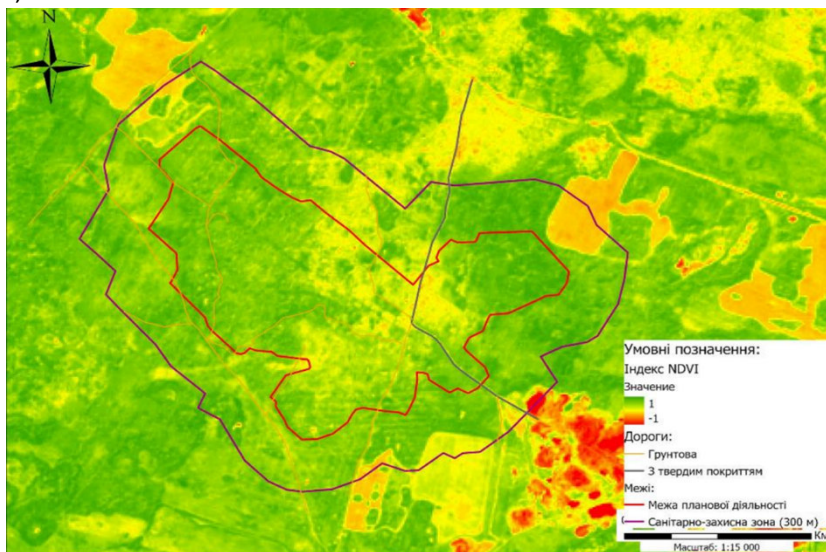 N
Умовні позначення:
Індекс NDVI
Значение
1
-1
Дороги:
Грунтова
З твердим покриттям
Межі:
Межа планової діяльності
Санітарно-захисна зона (300 м)
Км
Масштаб: 1:15 000